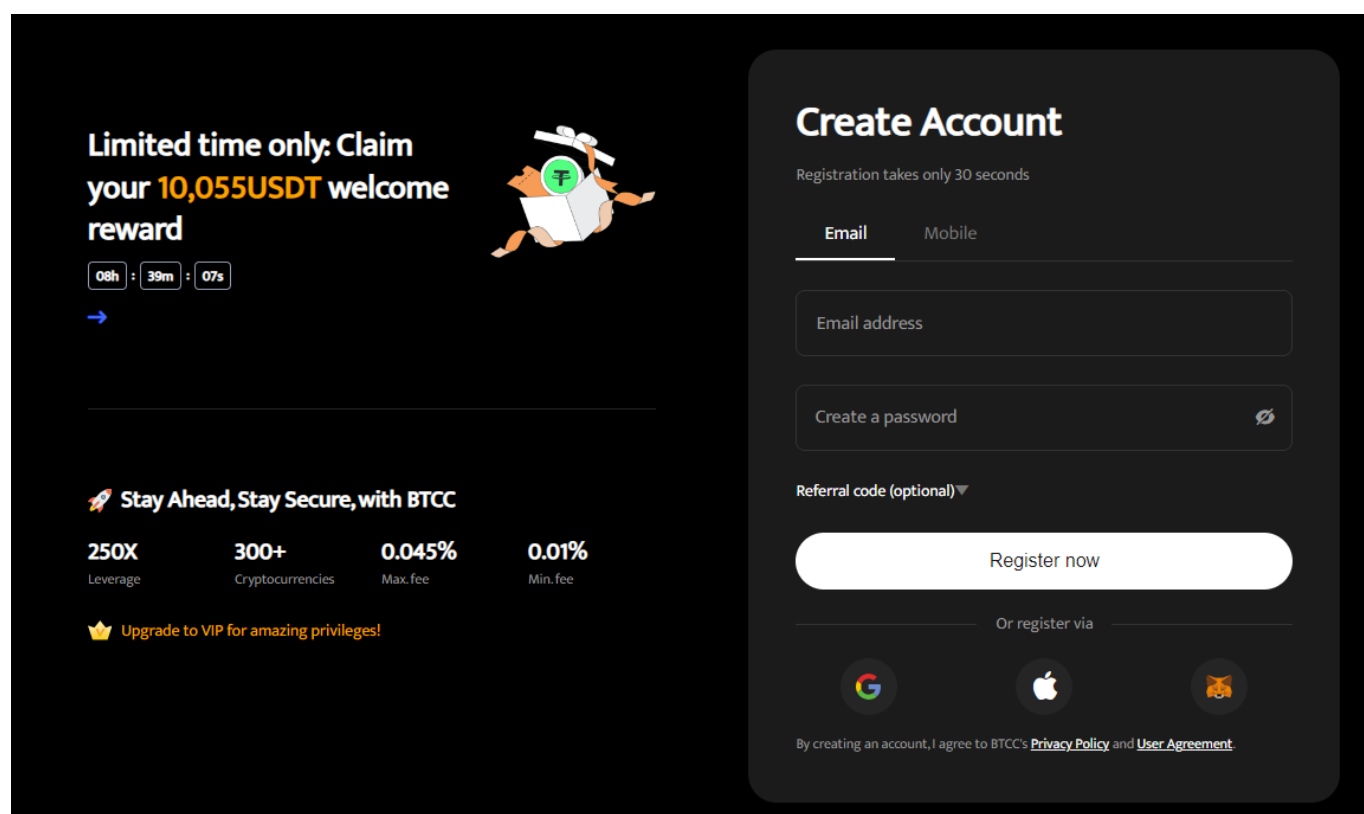 Limited time only: Claim
your 10,055USDT welcome
reward
08h : 39m : 07s
Stay Ahead, Stay Secure, with BTCC
250X 300+ 0.045% 0.01%
Leverage Cryptocurrencies Max. fee Min. fee
Upgrade to VIP for amazing privileges!
Create Account
Registration takes only 30 seconds
Email Mobile
Email address
Create a password
Referral code (optional)
Register now
Or register via
By creating an account, I agree to BTCC's Privacy Policy and User Agreement.